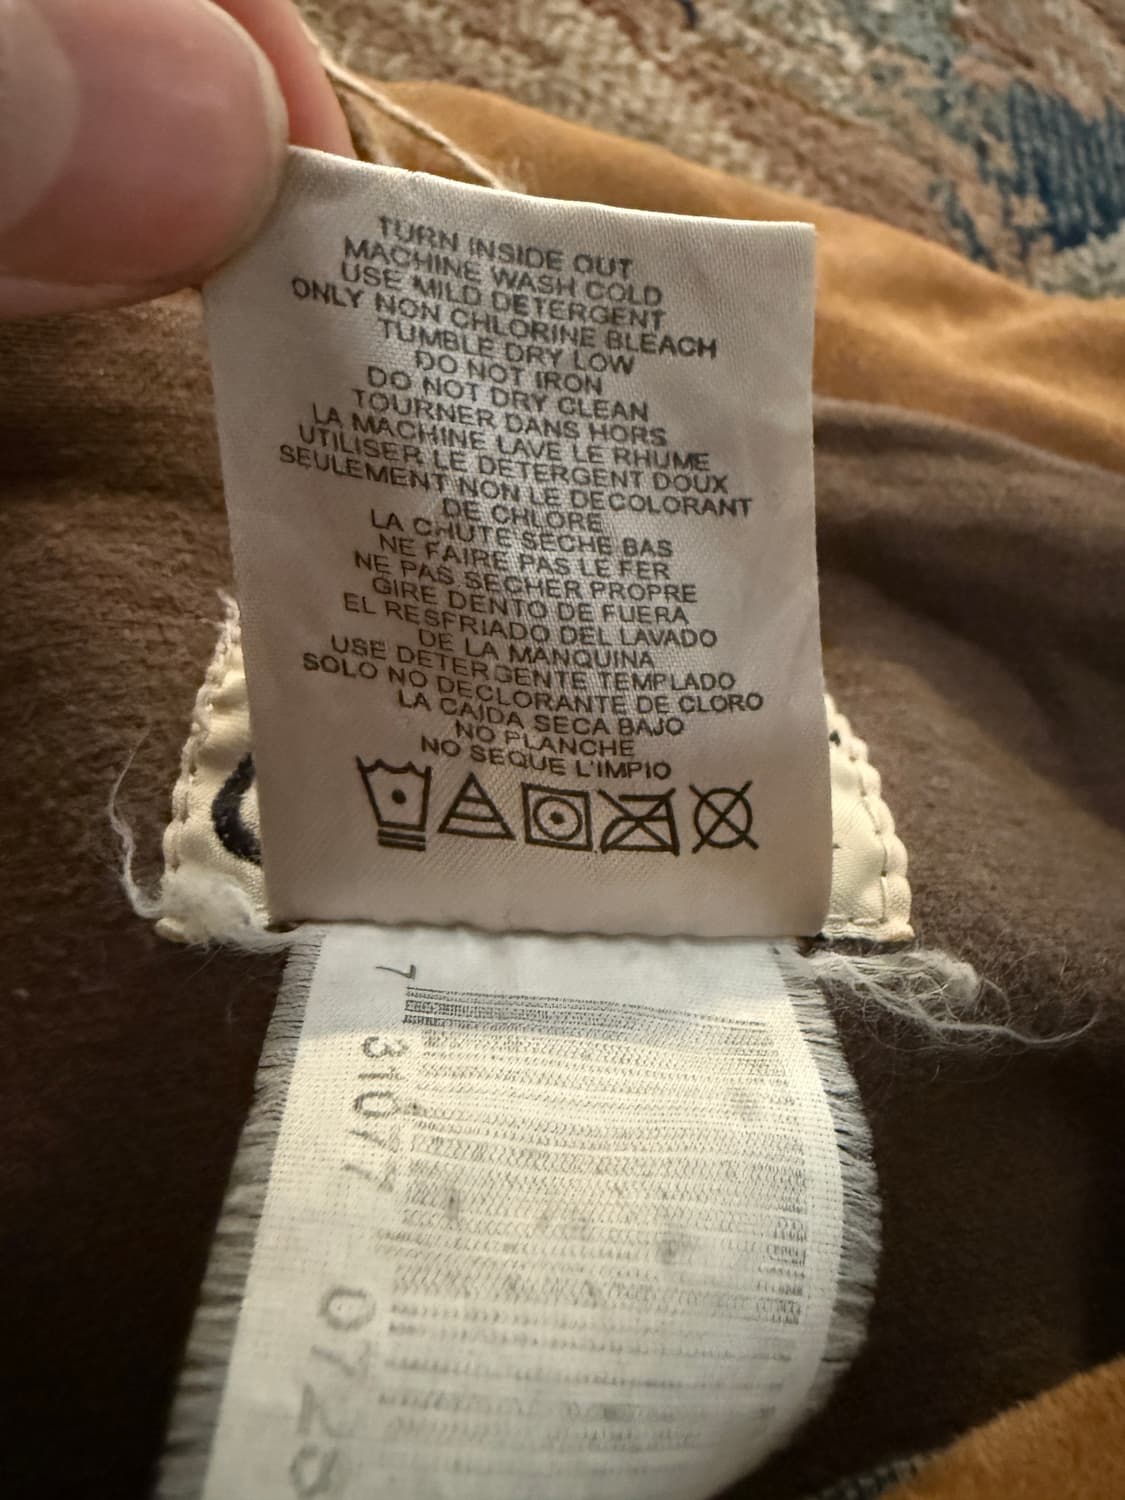 TURN INSIDE OUT
MACHINE WASH COLD
USE MILD DETERGENT
ONLY NON CHLORINE BLEACH
TUMBLE DRY LOW
DO NOT IRON
DO NOT DRY CLEAN
TOURNER DANS HORS
LA MACHINE LAVE LE RHUME
UTILISER LE DETERGENT DOUX
SEULEMENT NON LE DECOLORANT
DE CHLORE
LA CHUTE SECHE BAS
NE FAIRE PAS LE FER
NE PAS SECHER PROPRE
GIRE DENTO DE FUERA
EL RESFRIADO DEL LAVADO
DE LA MANQUINA
USE DETERGENTE TEMPLADO
SOLO NO DECLORANTE DE CLORO
LA CAIDA SECA BAJO
NO PLANCHE
NO SEQUE L'IMPIO
7 31077 0728